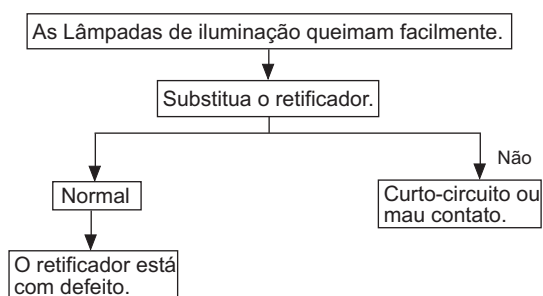 As Lâmpadas de iluminação queimam facilmente.
Substitua o retificador.
Não
Normal
Curto-circuito ou
mau contato.
O retificador está
com defeito.